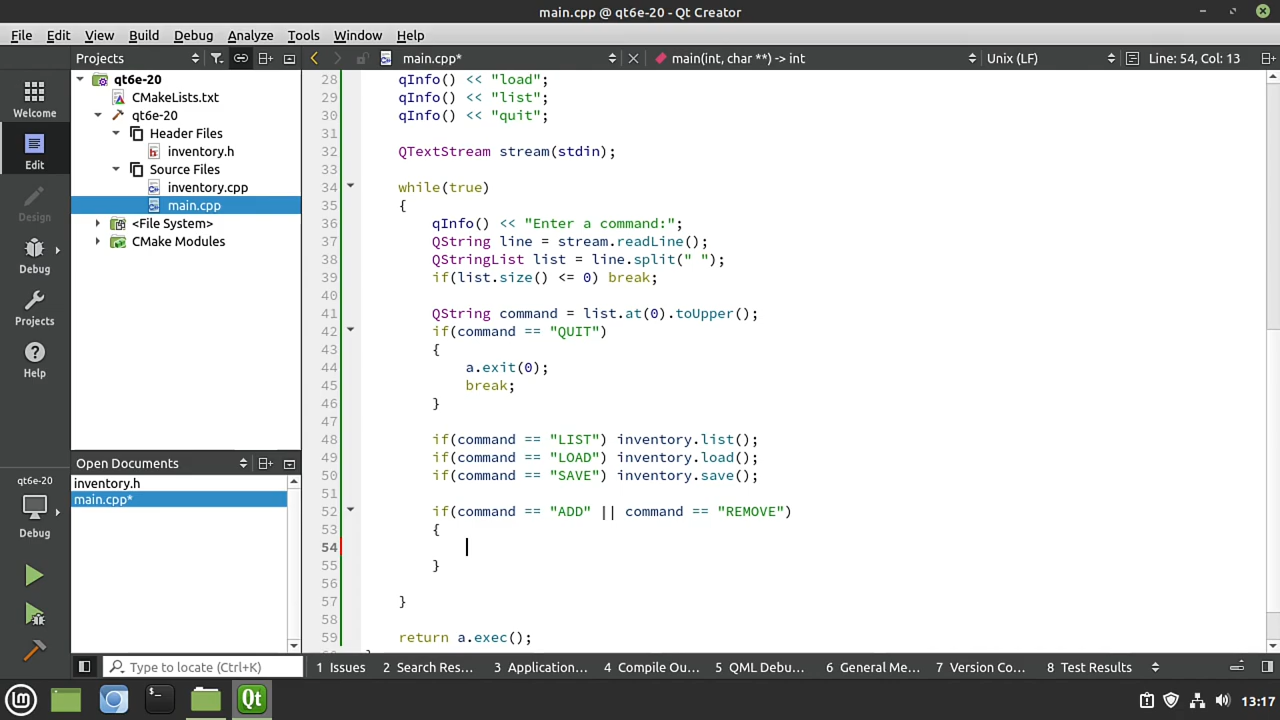 main.cpp @ qt6e-20 - Qt Creator
File Edit View Build Debug Analyze Tools Window Help
Projects main.cpp* main(int, char **) -> int Unix (LF) Line: 54, Col: 13
Welcome
Edit
Design
Debug
Projects
Help
qt6e-20
Debug
qt6e-20
CMakeLists.txt
qt6e-20
Header Files
inventory.h
Source Files
inventory.cpp
main.cpp
<File System>
CMake Modules
Open Documents
inventory.h
main.cpp*
28 qInfo() << "load";
29 qInfo() << "list";
30 qInfo() << "quit";
31
32 QTextStream stream(stdin);
33
34 while(true)
35 {
36 qInfo() << "Enter a command:";
37 QString line = stream.readLine();
38 QStringList list = line.split(" ");
39 if(list.size() <= 0) break;
40
41 QString command = list.at(0).toUpper();
42 if(command == "QUIT")
43 {
44 a.exit(0);
45 break;
46 }
47
48 if(command == "LIST") inventory.list();
49 if(command == "LOAD") inventory.load();
50 if(command == "SAVE") inventory.save();
51
52 if(command == "ADD" || command == "REMOVE")
53 {
54
55 }
56
57 }
58
59 return a.exec();
Type to locate (Ctrl+K) 1 Issues 2 Search Res... 3 Application... 4 Compile Ou... 5 QML Debu... 6 General Me... 7 Version Co... 8 Test Results
13:17